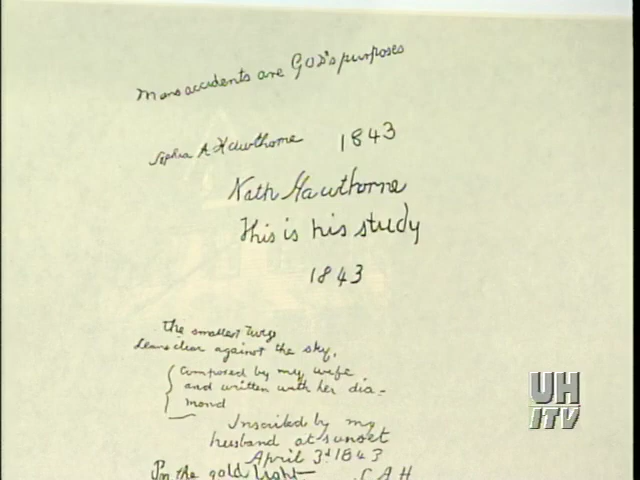 Mans accidents are GOD's purposes
Sophia A Hawthorne 1843
Nath Hawthorne
This is his study
1843
The smallest twig
Leans clear against the sky.
Composed by my wife
and written with her dia-
mond
Inscribed by my
husband at sunset
April 3d 1843
In the gold light SAH
UH
ITV